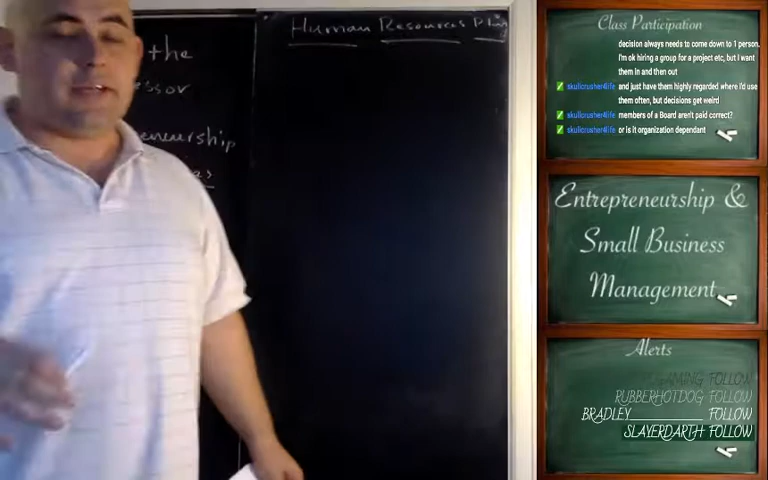 Human Resources
the
essor
eneurship
as
Class Participation
decision always needs to come down to 1 person.
I'm ok hiring a group for a project etc, but I want
them in and then out
skullcrusher4life and just have them highly regarded where I'd use
them often, but decisions get weird
skullcrusher4life members of a Board aren't paid correct?
skullcrusher4life or is it organization dependant
Entrepreneurship &
Small Business
Management
Alerts
GAMING FOLLOW
RUBBERHOTDOG FOLLOW
BRADLEY__________ FOLLOW
SLAYERDARTH FOLLOW